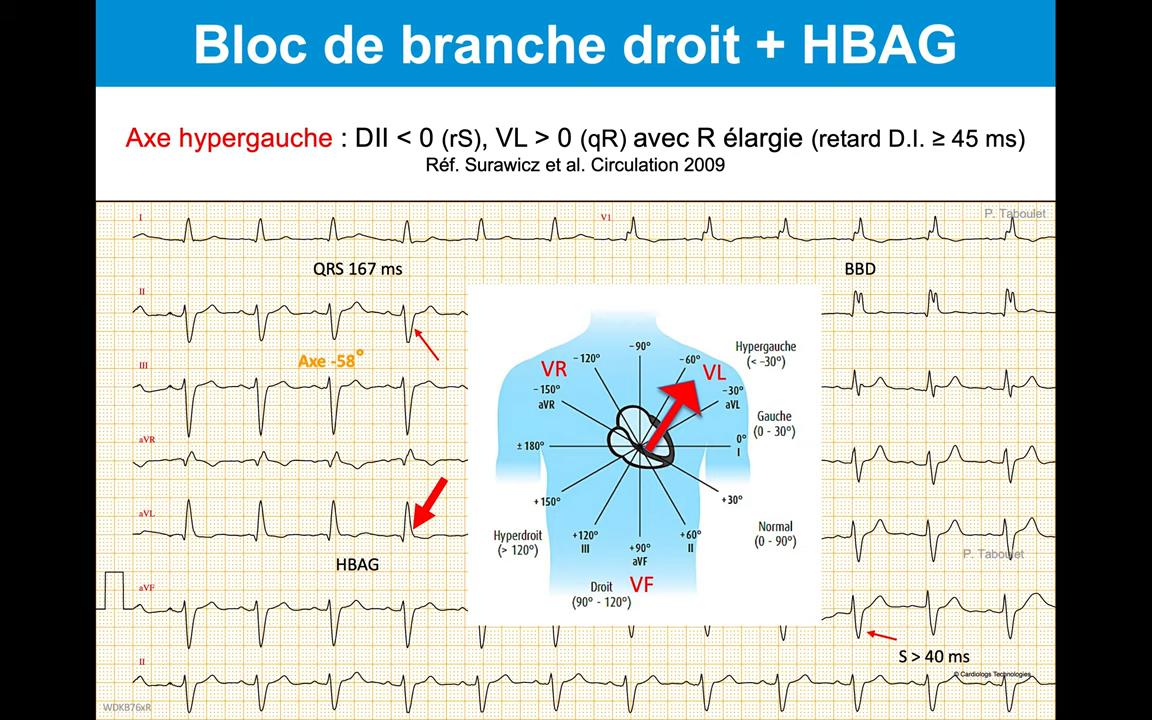 Bloc de branche droit + HBAG
Axe hypergauche : DII < 0 (rS), VL > 0 (qR) avec R élargie (retard D.I. ≥ 45 ms)
Réf. Surawicz et al. Circulation 2009
I
V1
P. Taboulet
QRS 167 ms
BBD
II
Axe -58°
III
aVR
aVL
HBAG
aVF
II
WDKB76xR
-90°
-120°
-60°
Hypergauche
(< -30°)
VR
VL
-150°
aVR
-30°
aVL
Gauche
(0 - 30°)
± 180°
0°
I
+150°
+30°
Hyperdroit
(> 120°)
+120°
III
+90°
aVF
+60°
II
Normal
(0 - 90°)
Droit
(90° - 120°)
VF
P. Taboulet
S > 40 ms
© Cardiologs Technologies